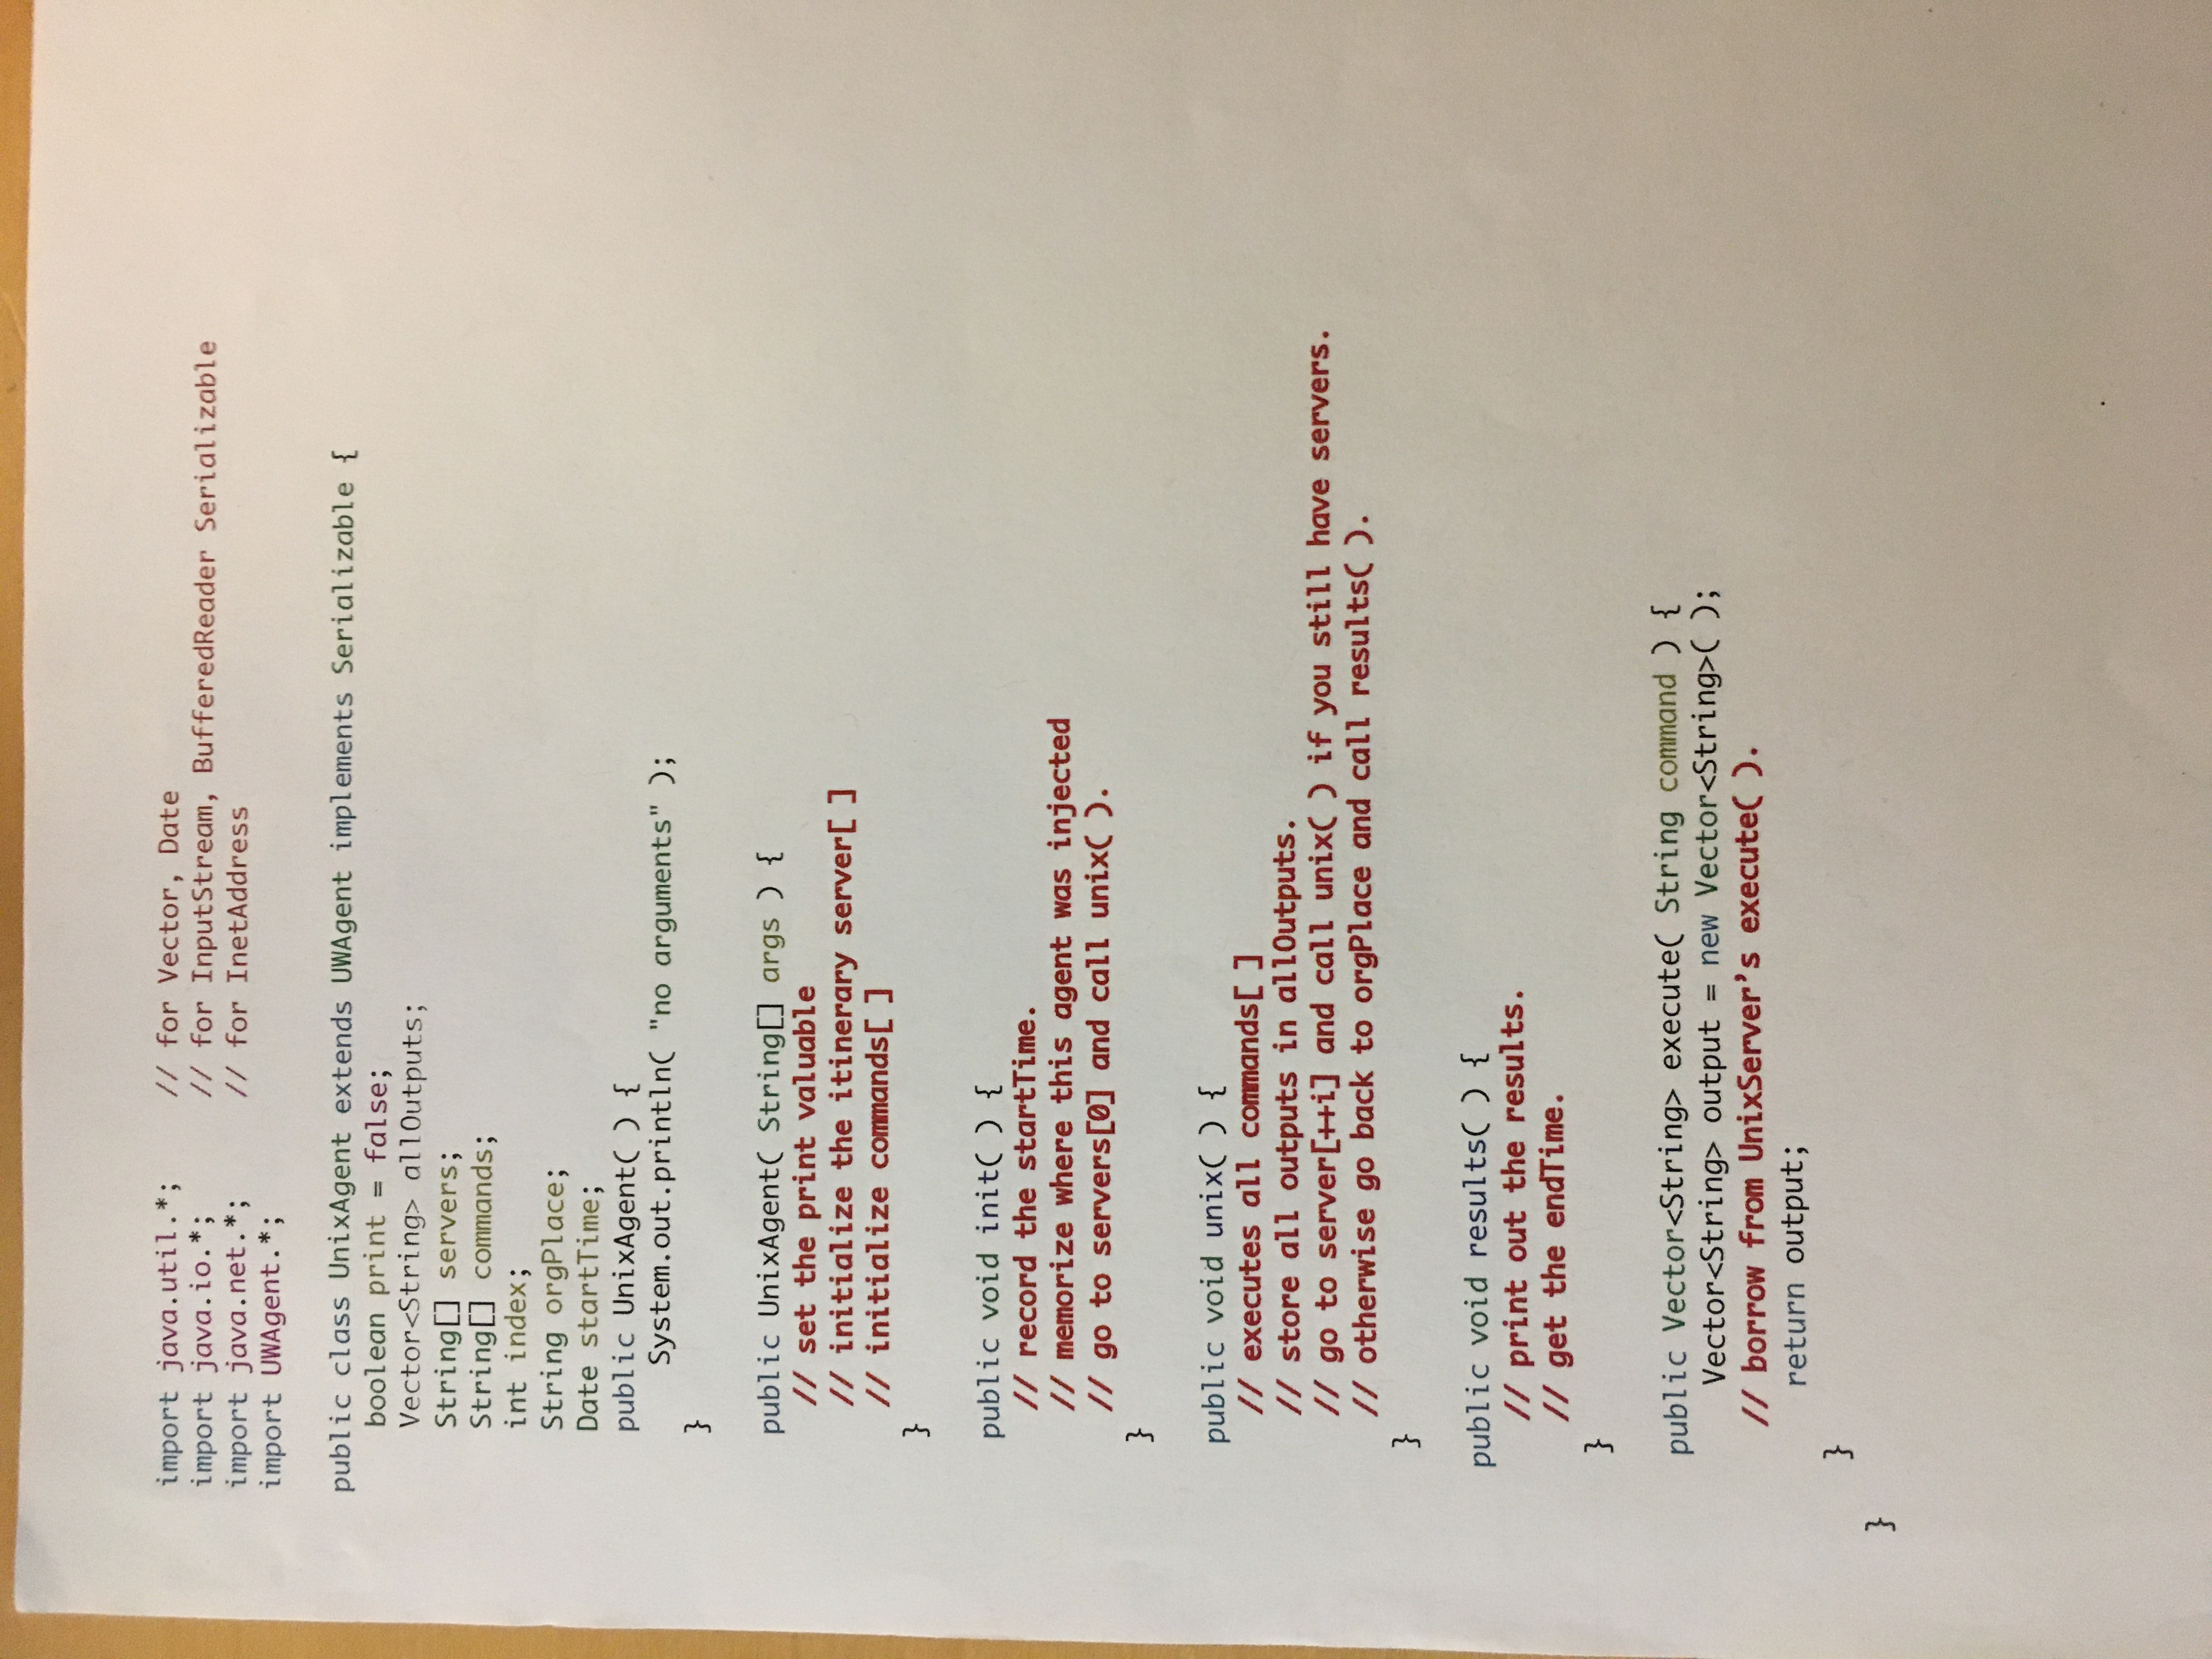 import java.util.*;     // for Vector, Date
import java.io.*;       // for InputStream, BufferedReader Serializable
import java.net.*;      // for InetAddress
import UWAgent.*;

public class UnixAgent extends UWAgent implements Serializable {
    boolean print = false;
    Vector<String> allOutputs;
    String[] servers;
    String[] commands;
    int index;
    String orgPlace;
    Date startTime;
    public UnixAgent( ) {
        System.out.println( "no arguments" );
    }

    public UnixAgent( String[] args ) {
      // set the print valuable
      // initialize the itinerary server[ ]
      // initialize commands[ ]
    }

    public void init( ) {
      // record the startTime.
      // memorize where this agent was injected
      // go to servers[0] and call unix( ).
    }

    public void unix( ) {
      // executes all commands[ ]
      // store all outputs in allOutputs.
      // go to server[++i] and call unix( ) if you still have servers.
      // otherwise go back to orgPlace and call results( ).
    }

   public void results( ) {
      // print out the results.
      // get the endTime.
    }

    public Vector<String> execute( String command ) {
        Vector<String> output = new Vector<String>( );
      // borrow from UnixServer’s execute( ).
        return output;
    }
}